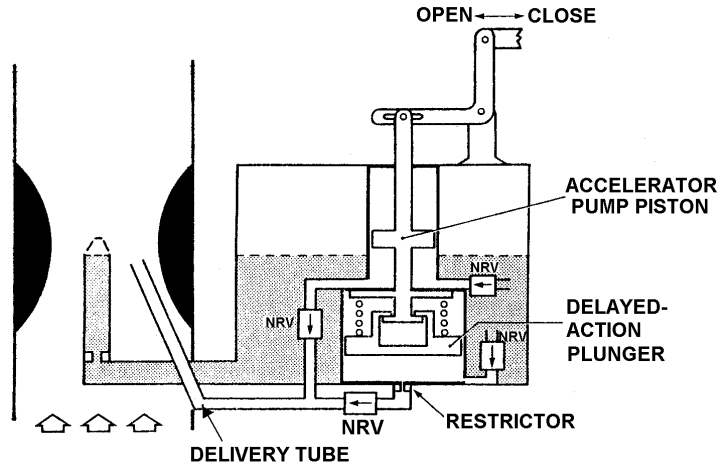 OPEN CLOSE
ACCELERATOR
PUMP PISTON
NRV
NRV
DELAYED-
ACTION
PLUNGER
NRV
RESTRICTOR
NRV
DELIVERY TUBE